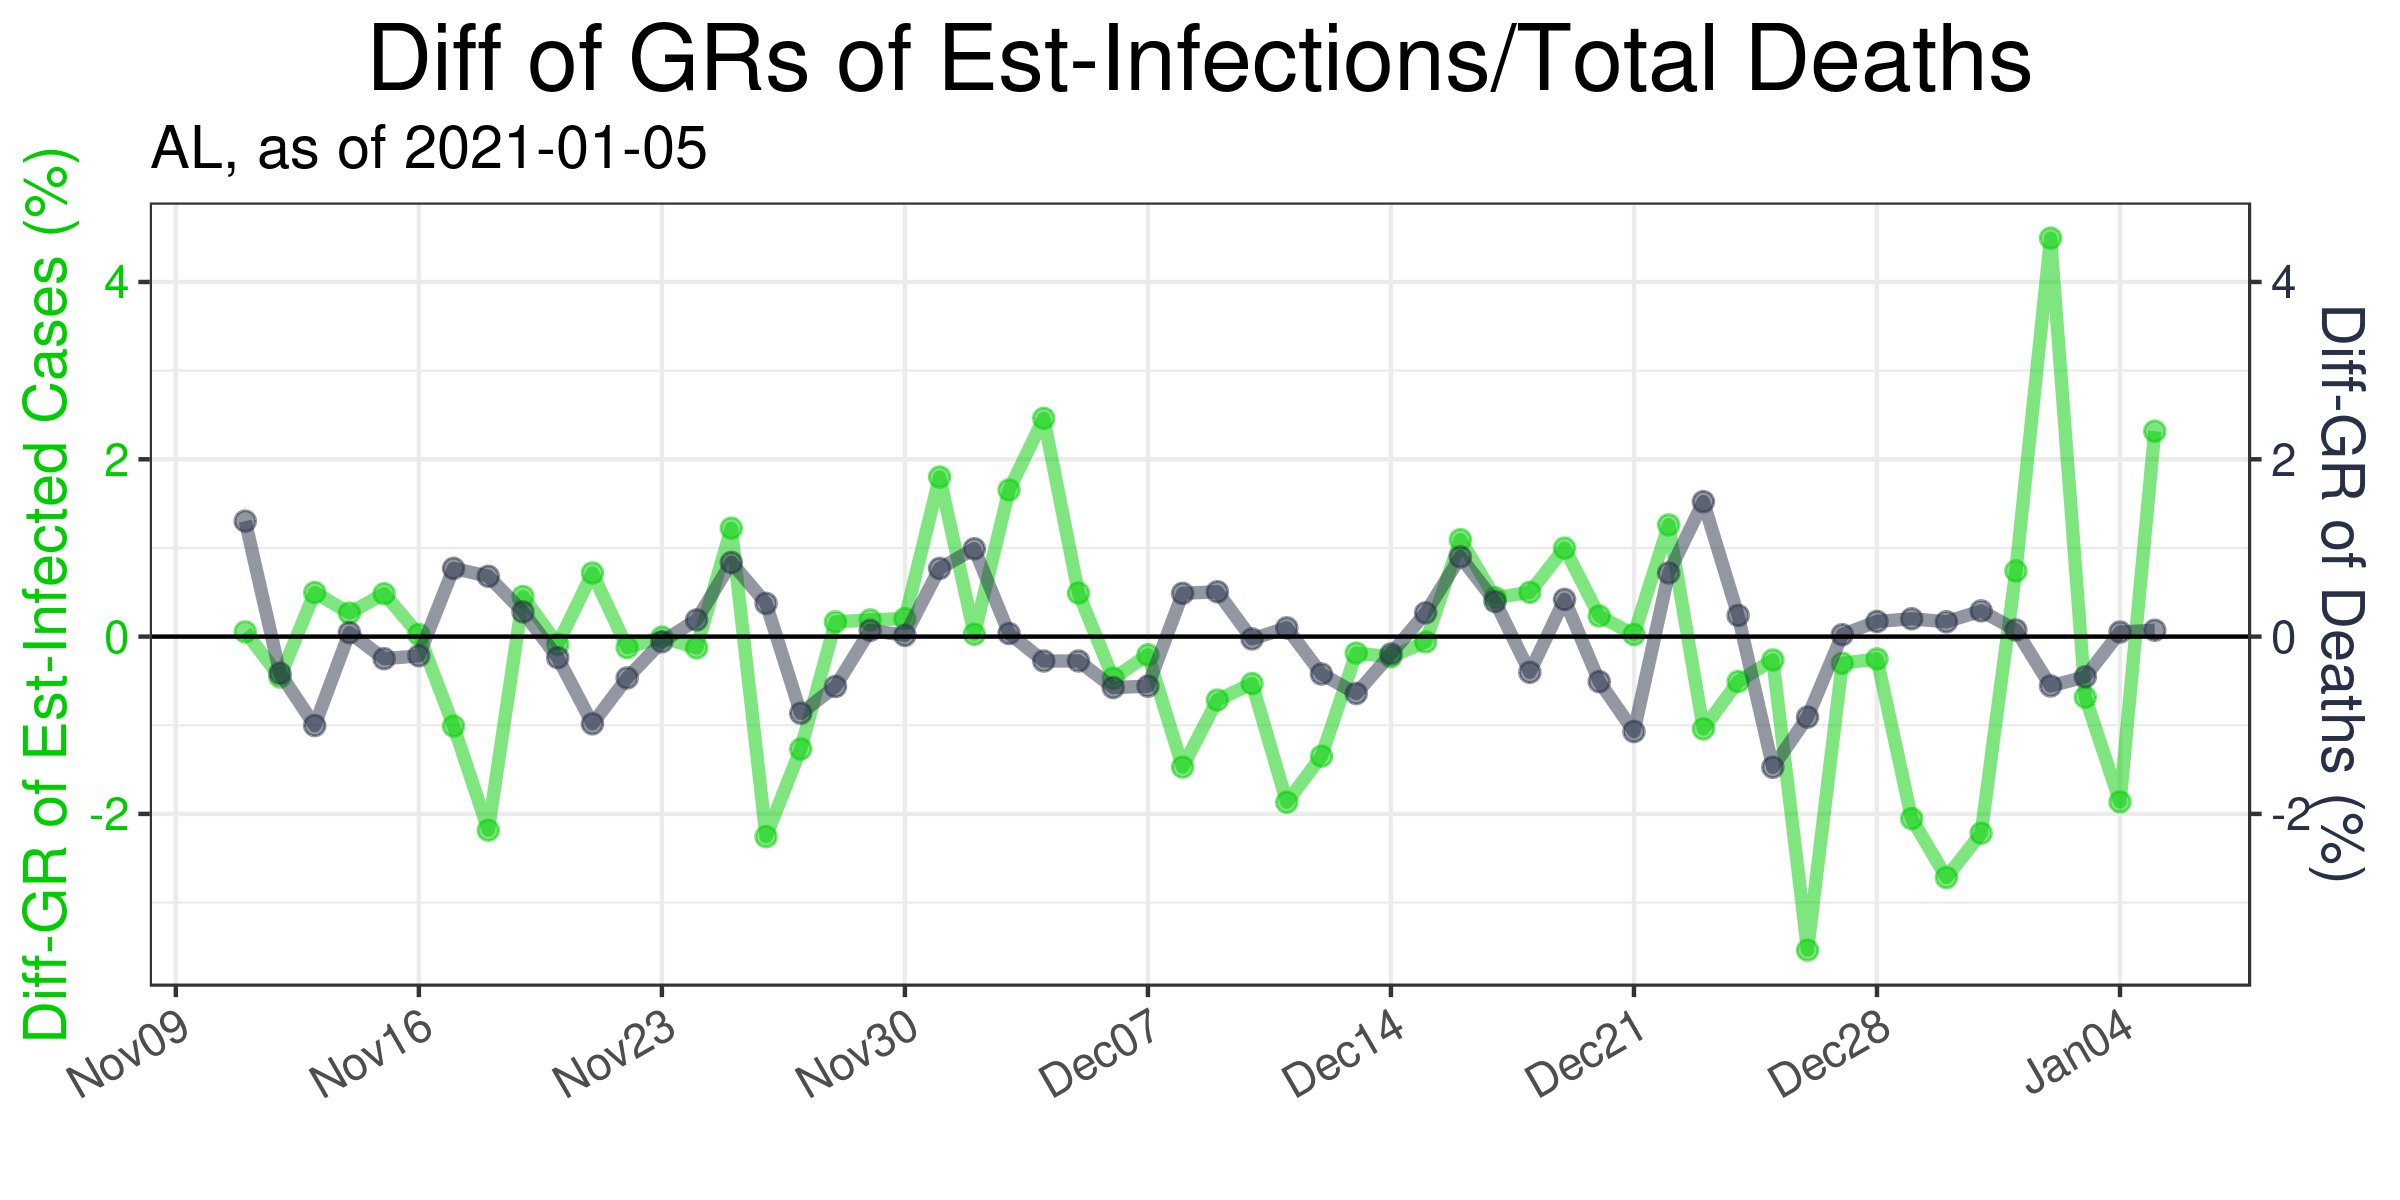 Diff of GRs of Est-Infections/Total Deaths
AL, as of 2021-01-05
Diff-GR of Est-Infected Cases (%)
4
2
0
-2
4
2
0
-2
Diff-GR of Deaths (%)
Nov09
Nov16
Nov23
Nov30
Dec07
Dec14
Dec21
Dec28
Jan04